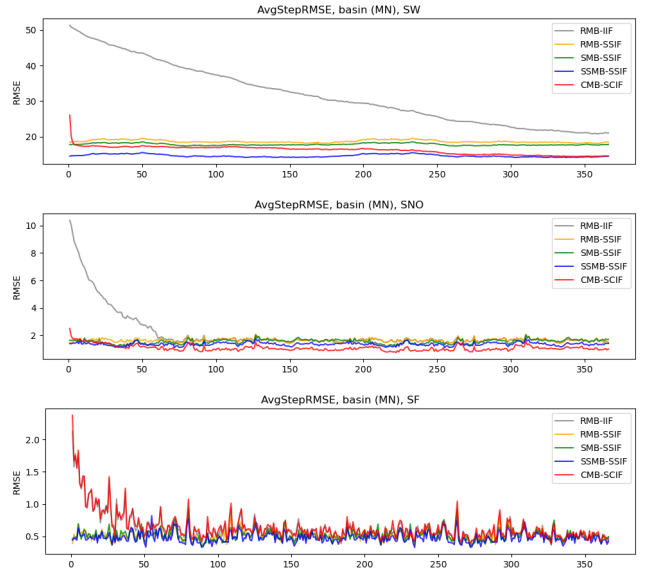 AvgStepRMSE, basin (MN), SW
50
40
30
20
RMSE
RMB-IIF
RMB-SSIF
SMB-SSIF
SSMB-SSIF
CMB-SCIF
0 50 100 150 200 250 300 350
AvgStepRMSE, basin (MN), SNO
10
8
6
4
2
RMSE
RMB-IIF
RMB-SSIF
SMB-SSIF
SSMB-SSIF
CMB-SCIF
0 50 100 150 200 250 300 350
AvgStepRMSE, basin (MN), SF
2.0
1.5
1.0
0.5
RMSE
RMB-IIF
RMB-SSIF
SMB-SSIF
SSMB-SSIF
CMB-SCIF
0 50 100 150 200 250 300 350